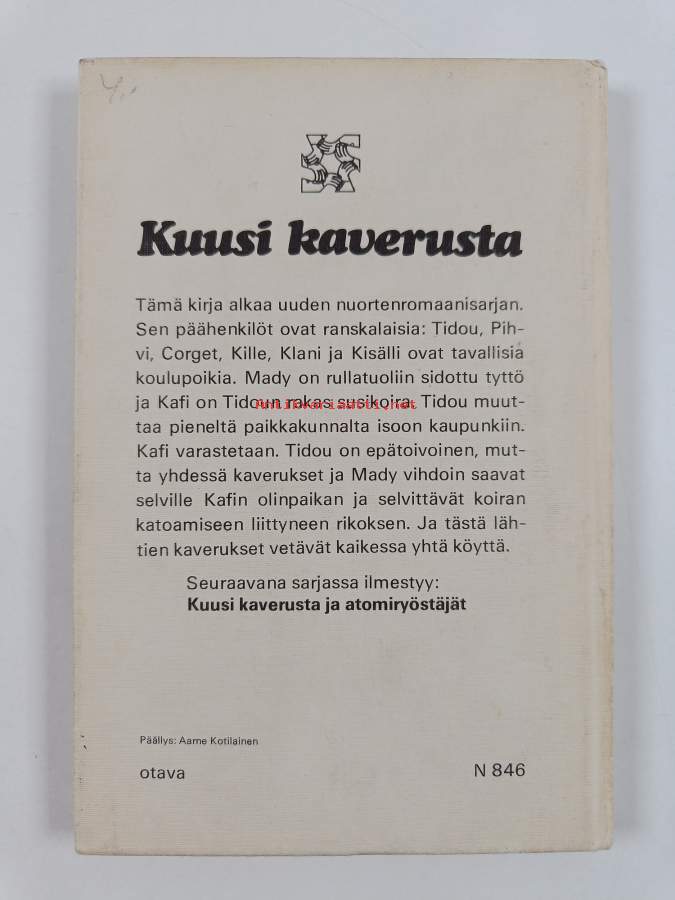 4,-
Kuusi kaverusta
Tämä kirja alkaa uuden nuortenromaanisarjan.
Sen päähenkilöt ovat ranskalaisia: Tidou, Pih-
vi, Corget, Kille, Klani ja Kisälli ovat tavallisia
koulupoikia. Mady on rullatuoliin sidottu tyttö
ja Kafi on Tidoun rakas susikoira. Tidou muut-
Antikvariaatti.net
taa pieneltä paikkakunnalta isoon kaupunkiin.
Kafi varastetaan. Tidou on epätoivoinen, mut-
ta yhdessä kaverukset ja Mady vihdoin saavat
selville Kafin olinpaikan ja selvittävät koiran
katoamiseen liittyneen rikoksen. Ja tästä läh-
tien kaverukset vetävät kaikessa yhtä köyttä.
Seuraavana sarjassa ilmestyy:
Kuusi kaverusta ja atomiryöstäjät
Päällys: Aarne Kotilainen
otava
N 846